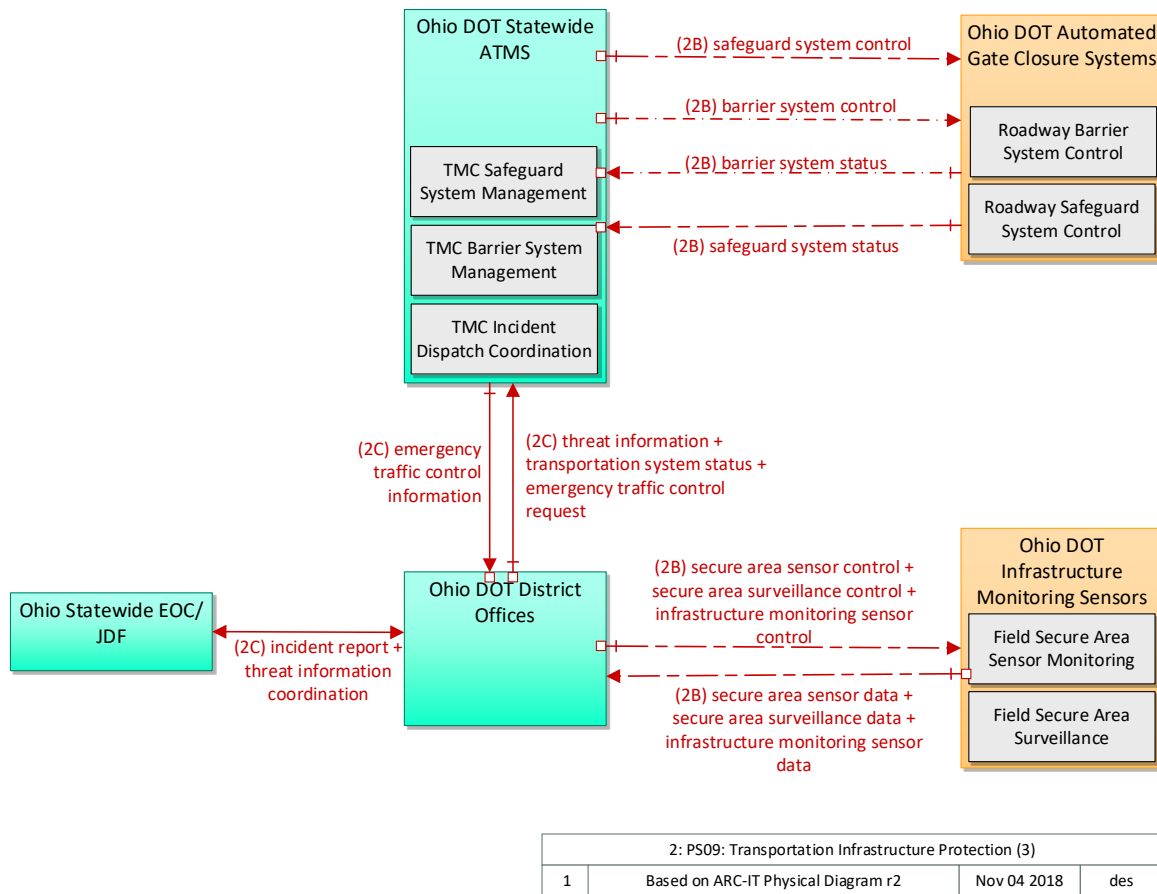 Ohio DOT Statewide
ATMS
TMC Safeguard
System Management
TMC Barrier System
Management
TMC Incident
Dispatch Coordination
(2B) safeguard system control
(2B) barrier system control
(2B) barrier system status
(2B) safeguard system status
Ohio DOT Automated
Gate Closure Systems
Roadway Barrier
System Control
Roadway Safeguard
System Control
(2C) emergency
traffic control
information
(2C) threat information +
transportation system status +
emergency traffic control
request
Ohio Statewide EOC/
JDF
(2C) incident report +
threat information
coordination
Ohio DOT District
Offices
(2B) secure area sensor control +
secure area surveillance control +
infrastructure monitoring sensor
control
(2B) secure area sensor data +
secure area surveillance data +
infrastructure monitoring sensor
data
Ohio DOT
Infrastructure
Monitoring Sensors
Field Secure Area
Sensor Monitoring
Field Secure Area
Surveillance
2: PS09: Transportation Infrastructure Protection (3)
1 Based on ARC-IT Physical Diagram r2 Nov 04 2018 des